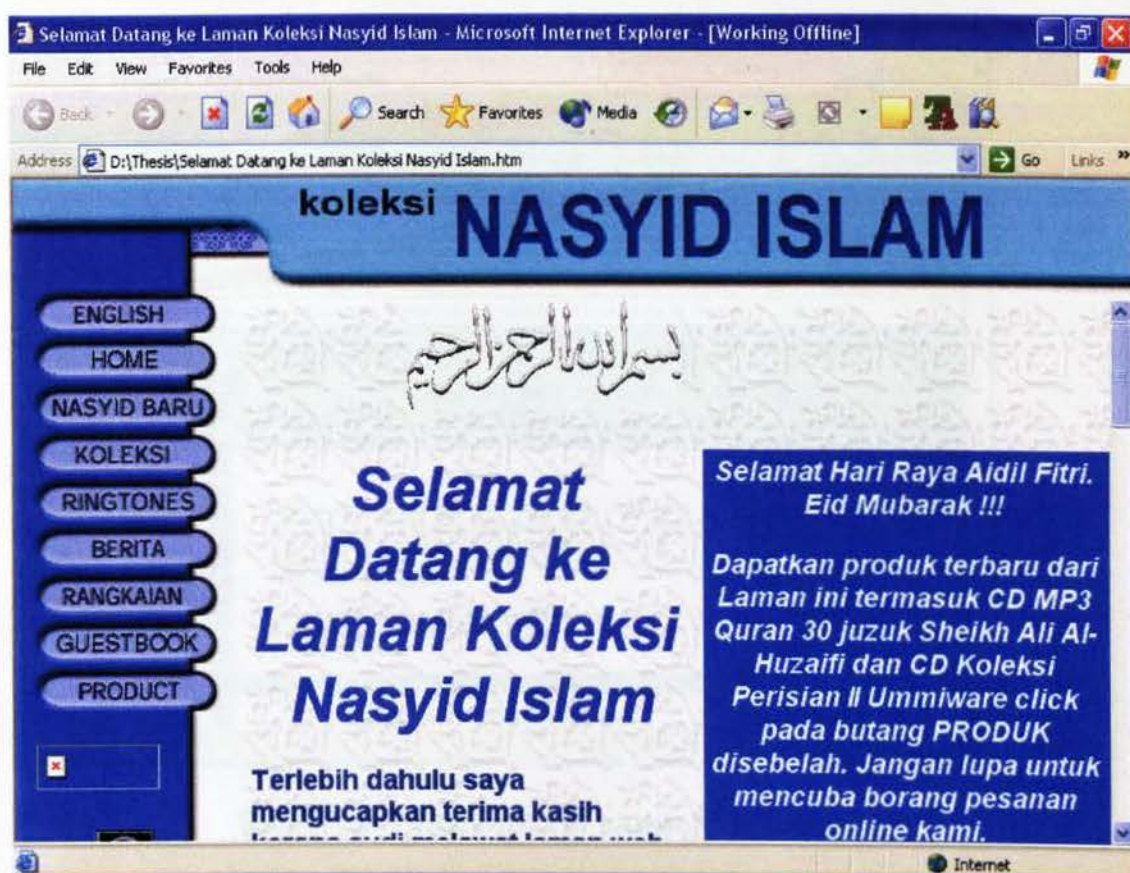 Selamat Datang ke Laman Koleksi Nasyid Islam - Microsoft Internet Explorer - [Working Offline]
File Edit View Favorites Tools Help
Back Search Favorites Media
Address D:\Thesis\Selamat Datang ke Laman Koleksi Nasyid Islam.htm Go Links »
koleksi NASYID ISLAM
ENGLISH
HOME
NASYID BARU
KOLEKSI
RINGTONES
BERITA
RANGKAIAN
GUESTBOOK
PRODUCT
بسم الله الرحمن الرحيم
Selamat
Datang ke
Laman Koleksi
Nasyid Islam
Terlebih dahulu saya
mengucapkan terima kasih
Selamat Hari Raya Aidil Fitri.
Eid Mubarak !!!
Dapatkan produk terbaru dari
Laman ini termasuk CD MP3
Quran 30 juzuk Sheikh Ali Al-
Huzaifi dan CD Koleksi
Perisian II Ummiware click
pada butang PRODUK
disebelah. Jangan lupa untuk
mencuba borang pesanan
online kami.
Internet